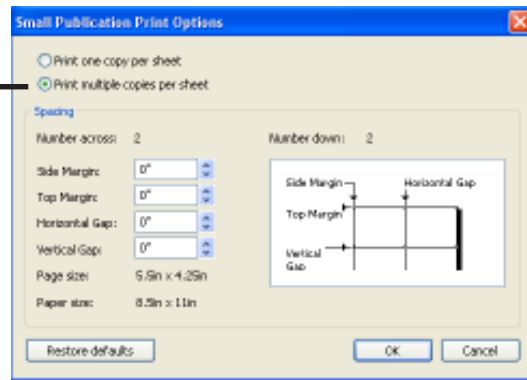 Small Publication Print Options
Print one copy per sheet
Print multiple copies per sheet
Spacing
Number across: 2
Number down: 2
Side Margin: 0"
Top Margin: 0"
Horizontal Gap: 0"
Vertical Gap: 0"
Page size: 5.5in x 4.25in
Paper size: 8.5in x 11in
Side Margin
Horizontal Gap
Top Margin
Vertical
Gap
Restore defaults
OK
Cancel